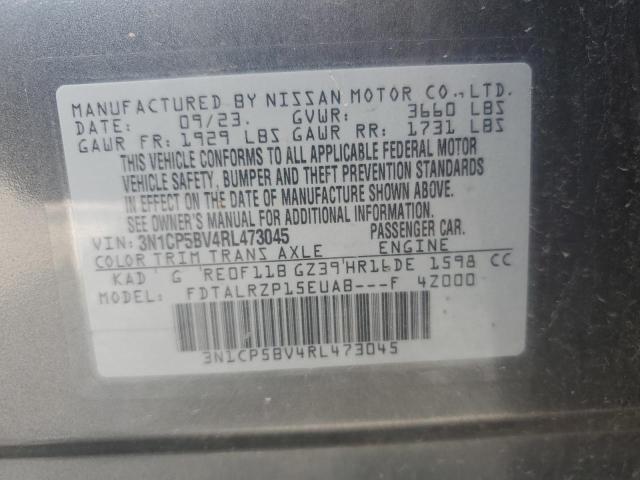 MANUFACTURED BY NISSAN MOTOR CO.,LTD.
DATE: 09/23. GVWR: 3660 LBS
GAWR FR: 1929 LBS GAWR RR: 1731 LBS
THIS VEHICLE CONFORMS TO ALL APPLICABLE FEDERAL MOTOR
VEHICLE SAFETY, BUMPER AND THEFT PREVENTION STANDARDS
IN EFFECT ON THE DATE OF MANUFACTURE SHOWN ABOVE.
SEE OWNER'S MANUAL FOR ADDITIONAL INFORMATION.
VIN: 3N1CP5BV4RL473045 PASSENGER CAR.
COLOR TRIM TRANS AXLE ENGINE
KAD G RE0F11B GZ39 HR16DE 1598 CC
MODEL: FDTALRZP15EUAB---F 4Z000
3N1CP5BV4RL473045